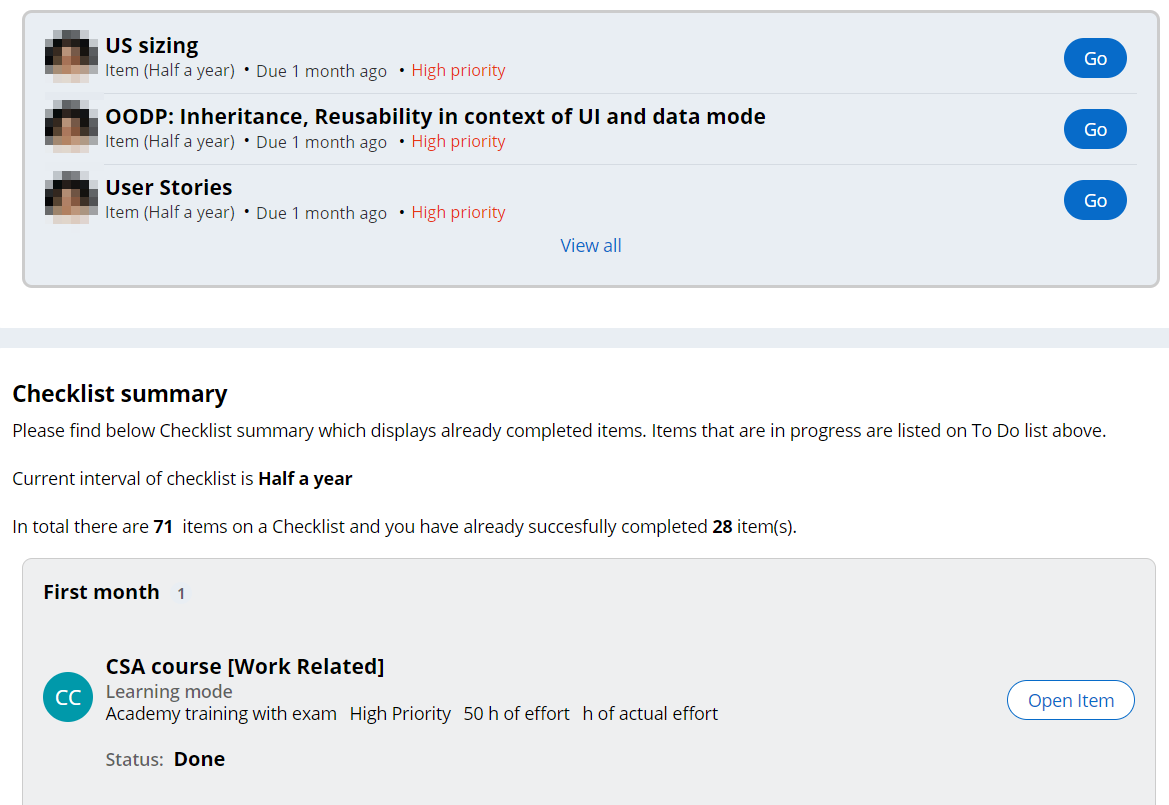 US sizing
Item (Half a year) • Due 1 month ago • High priority
Go
OODP: Inheritance, Reusability in context of UI and data mode
Item (Half a year) • Due 1 month ago • High priority
Go
User Stories
Item (Half a year) • Due 1 month ago • High priority
Go
View all
Checklist summary
Please find below Checklist summary which displays already completed items. Items that are in progress are listed on To Do list above.
Current interval of checklist is Half a year
In total there are 71 items on a Checklist and you have already succesfully completed 28 item(s).
First month 1
CC
CSA course [Work Related]
Learning mode
Academy training with exam High Priority 50 h of effort h of actual effort
Open Item
Status: Done